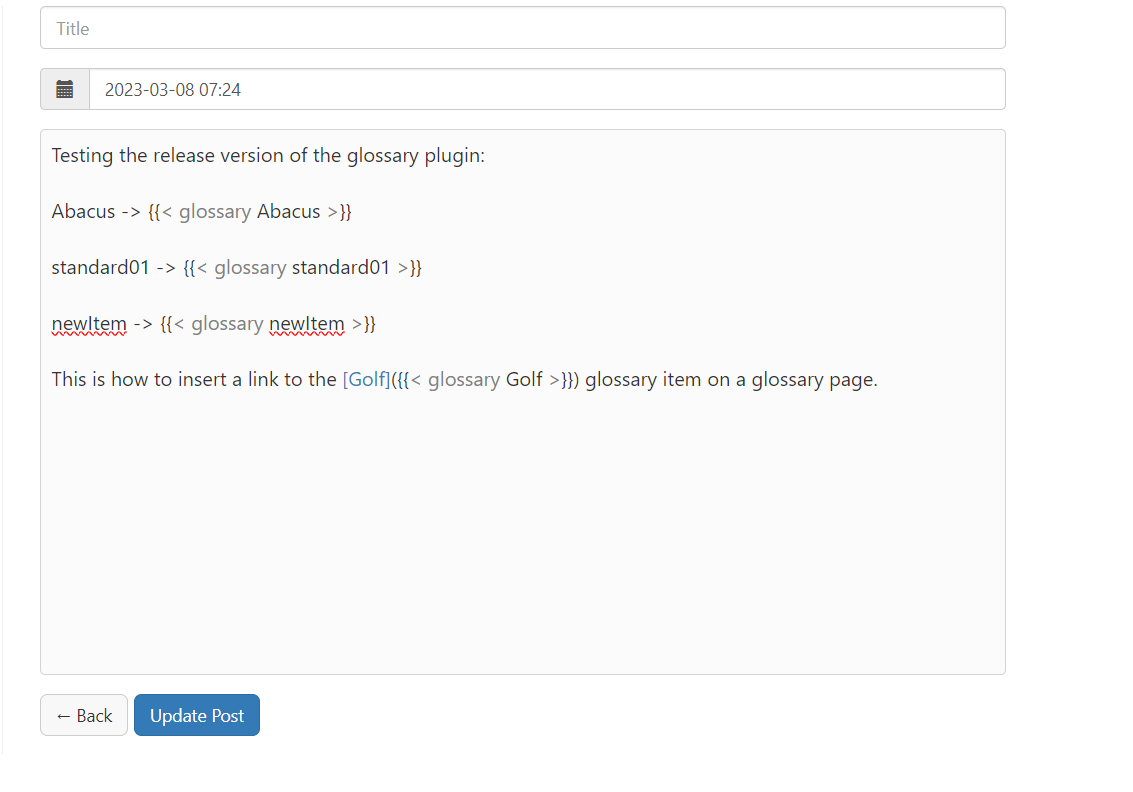 Title
2023-03-08 07:24
Testing the release version of the glossary plugin:
Abacus -> {{< glossary Abacus >}}
standard01 -> {{< glossary standard01 >}}
newItem -> {{< glossary newItem >}}
This is how to insert a link to the [Golf]({{< glossary Golf >}}) glossary item on a glossary page.
← Back Update Post